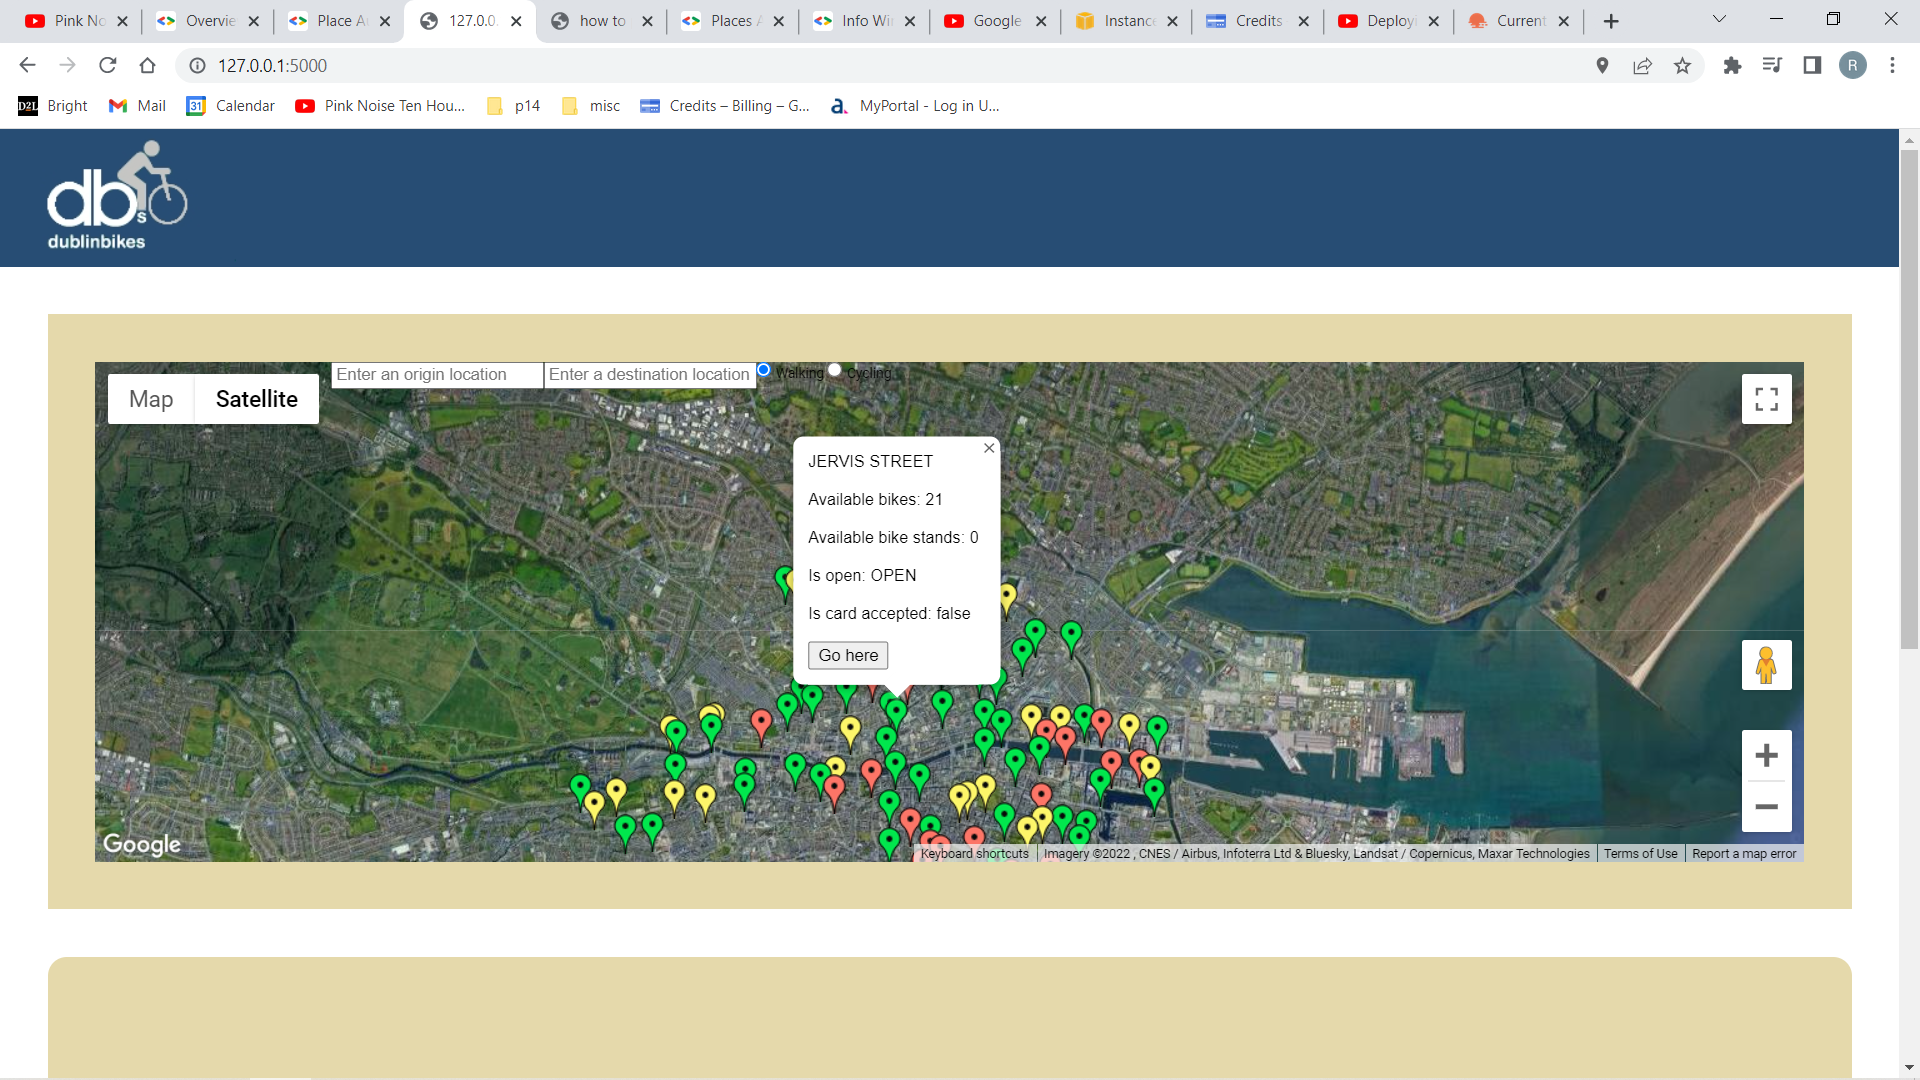 Pink No
Overvie
Place A
127.0.0.
how to
Places A
Info Wi
Google
Instance
Credits
Deployi
Current
127.0.0.1:5000
R
D2L Bright
Mail
31 Calendar
Pink Noise Ten Hou...
p14
misc
Credits – Billing – G...
a. MyPortal - Log in U...
dbs
dublinbikes
Map
Satellite
Enter an origin location
Enter a destination location
Walking
Cycling
JERVIS STREET
Available bikes: 21
Available bike stands: 0
Is open: OPEN
Is card accepted: false
Go here
Google
Keyboard shortcuts
Imagery ©2022 , CNES / Airbus, Infoterra Ltd & Bluesky, Landsat / Copernicus, Maxar Technologies
Terms of Use
Report a map error